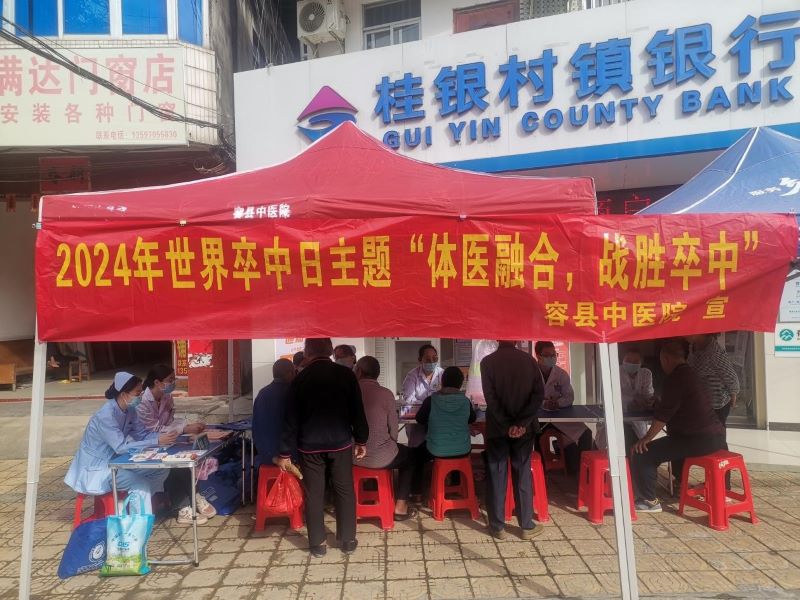 满达门窗店
安装各种门窗
桂银村镇银行
GUI YIN COUNTY BANK
容县中医院
2024年世界卒中日主题“体医融合，战胜卒中”
容县中医院 宣